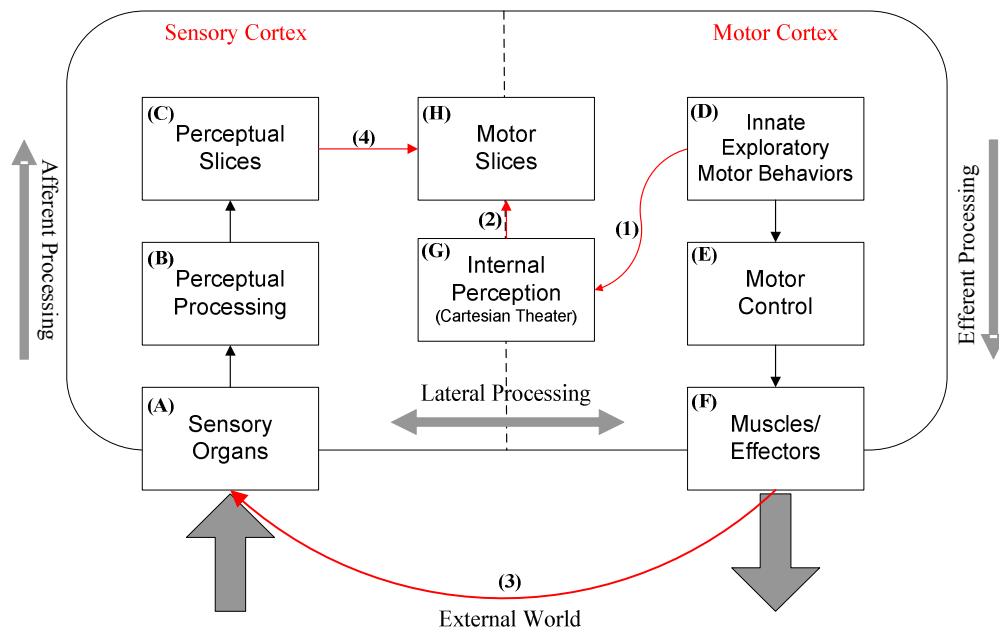 Sensory Cortex
Motor Cortex
(C)
Perceptual
Slices
(4)
(H)
Motor
Slices
(D)
Innate
Exploratory
Motor Behaviors
Afferent Processing
(2)
(1)
(B)
Perceptual
Processing
(G)
Internal
Perception
(Cartesian Theater)
(E)
Motor
Control
Efferent Processing
Lateral Processing
(A)
Sensory
Organs
(F)
Muscles/
Effectors
(3)
External World